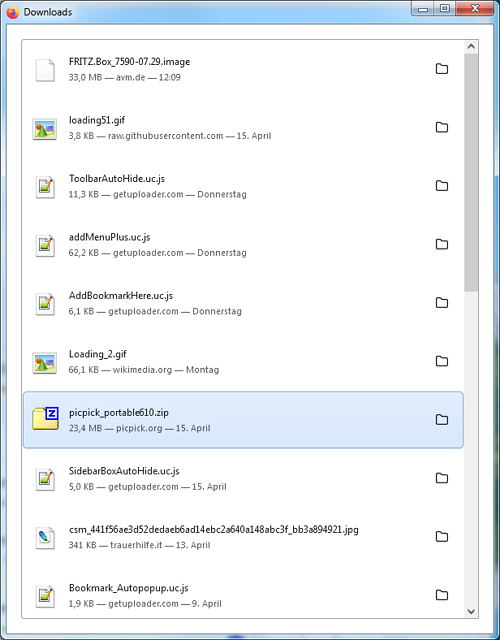 Downloads
FRITZ.Box_7590-07.29.image
33,0 MB — avm.de — 12:09
loading51.gif
3,8 KB — raw.githubusercontent.com — 15. April
ToolbarAutoHide.uc.js
11,3 KB — getuploader.com — Donnerstag
addMenuPlus.uc.js
62,2 KB — getuploader.com — Donnerstag
AddBookmarkHere.uc.js
6,1 KB — getuploader.com — Donnerstag
Loading_2.gif
66,1 KB — wikimedia.org — Montag
Z
picpick_portable610.zip
23,4 MB — picpick.org — 15. April
SidebarBoxAutoHide.uc.js
5,0 KB — getuploader.com — 15. April
csm_441f56ae3d52dedaeb6ad14ebc2a640a148abc3f_bb3a894921.jpg
341 KB — trauerhilfe.it — 13. April
Bookmark_Autopopup.uc.js
1,9 KB — getuploader.com — 9. April